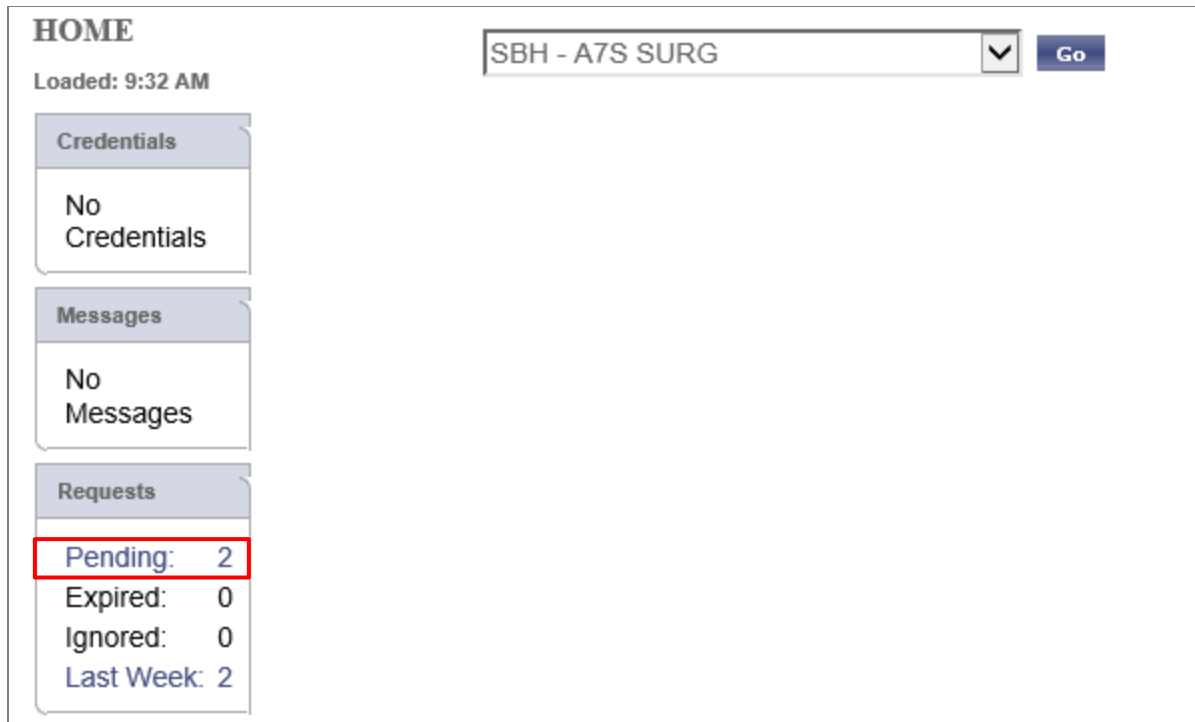 HOME
SBH - A7S SURG
Go
Loaded: 9:32 AM
Credentials
No
Credentials
Messages
No
Messages
Requests
Pending: 2
Expired: 0
Ignored: 0
Last Week: 2